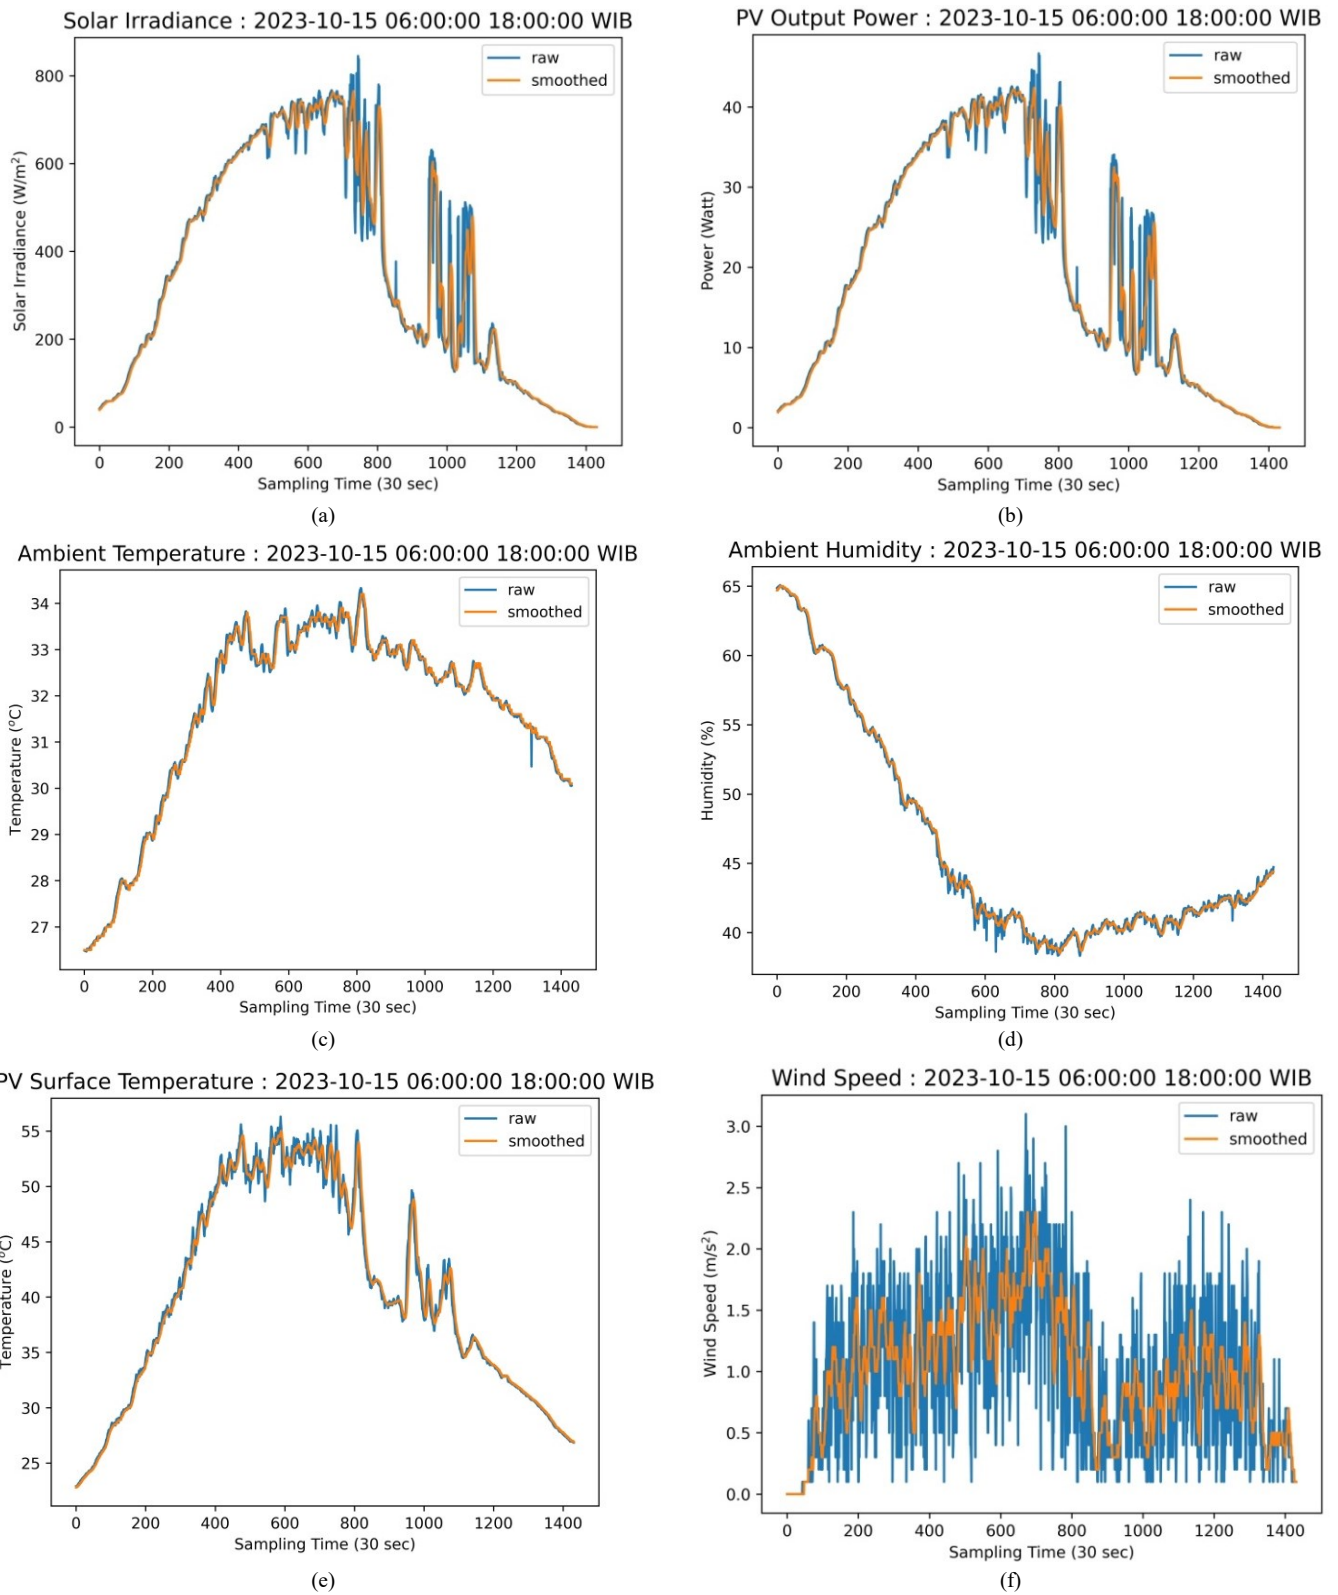 Solar Irradiance : 2023-10-15 06:00:00 18:00:00 WIB
raw
smoothed
800
600
400
200
0
Solar Irradiance (W/m²)
0 200 400 600 800 1000 1200 1400
Sampling Time (30 sec)
(a)
PV Output Power : 2023-10-15 06:00:00 18:00:00 WIB
raw
smoothed
40
30
20
10
0
Power (Watt)
0 200 400 600 800 1000 1200 1400
Sampling Time (30 sec)
(b)
Ambient Temperature : 2023-10-15 06:00:00 18:00:00 WIB
raw
smoothed
34
33
32
31
30
29
28
27
Temperature (°C)
0 200 400 600 800 1000 1200 1400
Sampling Time (30 sec)
(c)
Ambient Humidity : 2023-10-15 06:00:00 18:00:00 WIB
raw
smoothed
65
60
55
50
45
40
Humidity (%)
0 200 400 600 800 1000 1200 1400
Sampling Time (30 sec)
(d)
PV Surface Temperature : 2023-10-15 06:00:00 18:00:00 WIB
raw
smoothed
55
50
45
40
35
30
25
Temperature (°C)
0 200 400 600 800 1000 1200 1400
Sampling Time (30 sec)
(e)
Wind Speed : 2023-10-15 06:00:00 18:00:00 WIB
raw
smoothed
3.0
2.5
2.0
1.5
1.0
0.5
0.0
Wind Speed (m/s²)
0 200 400 600 800 1000 1200 1400
Sampling Time (30 sec)
(f)